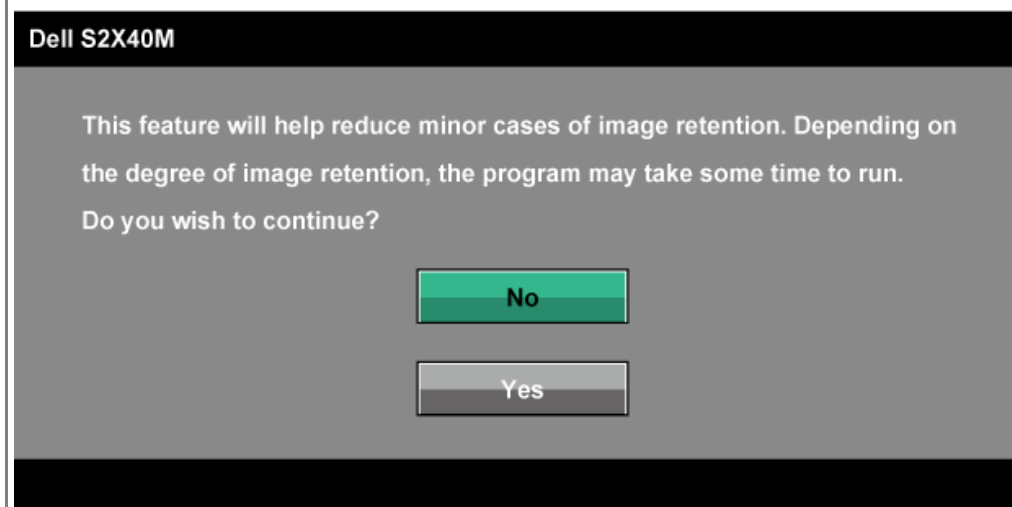 Dell S2X40M
This feature will help reduce minor cases of image retention. Depending on
the degree of image retention, the program may take some time to run.
Do you wish to continue?
No
Yes